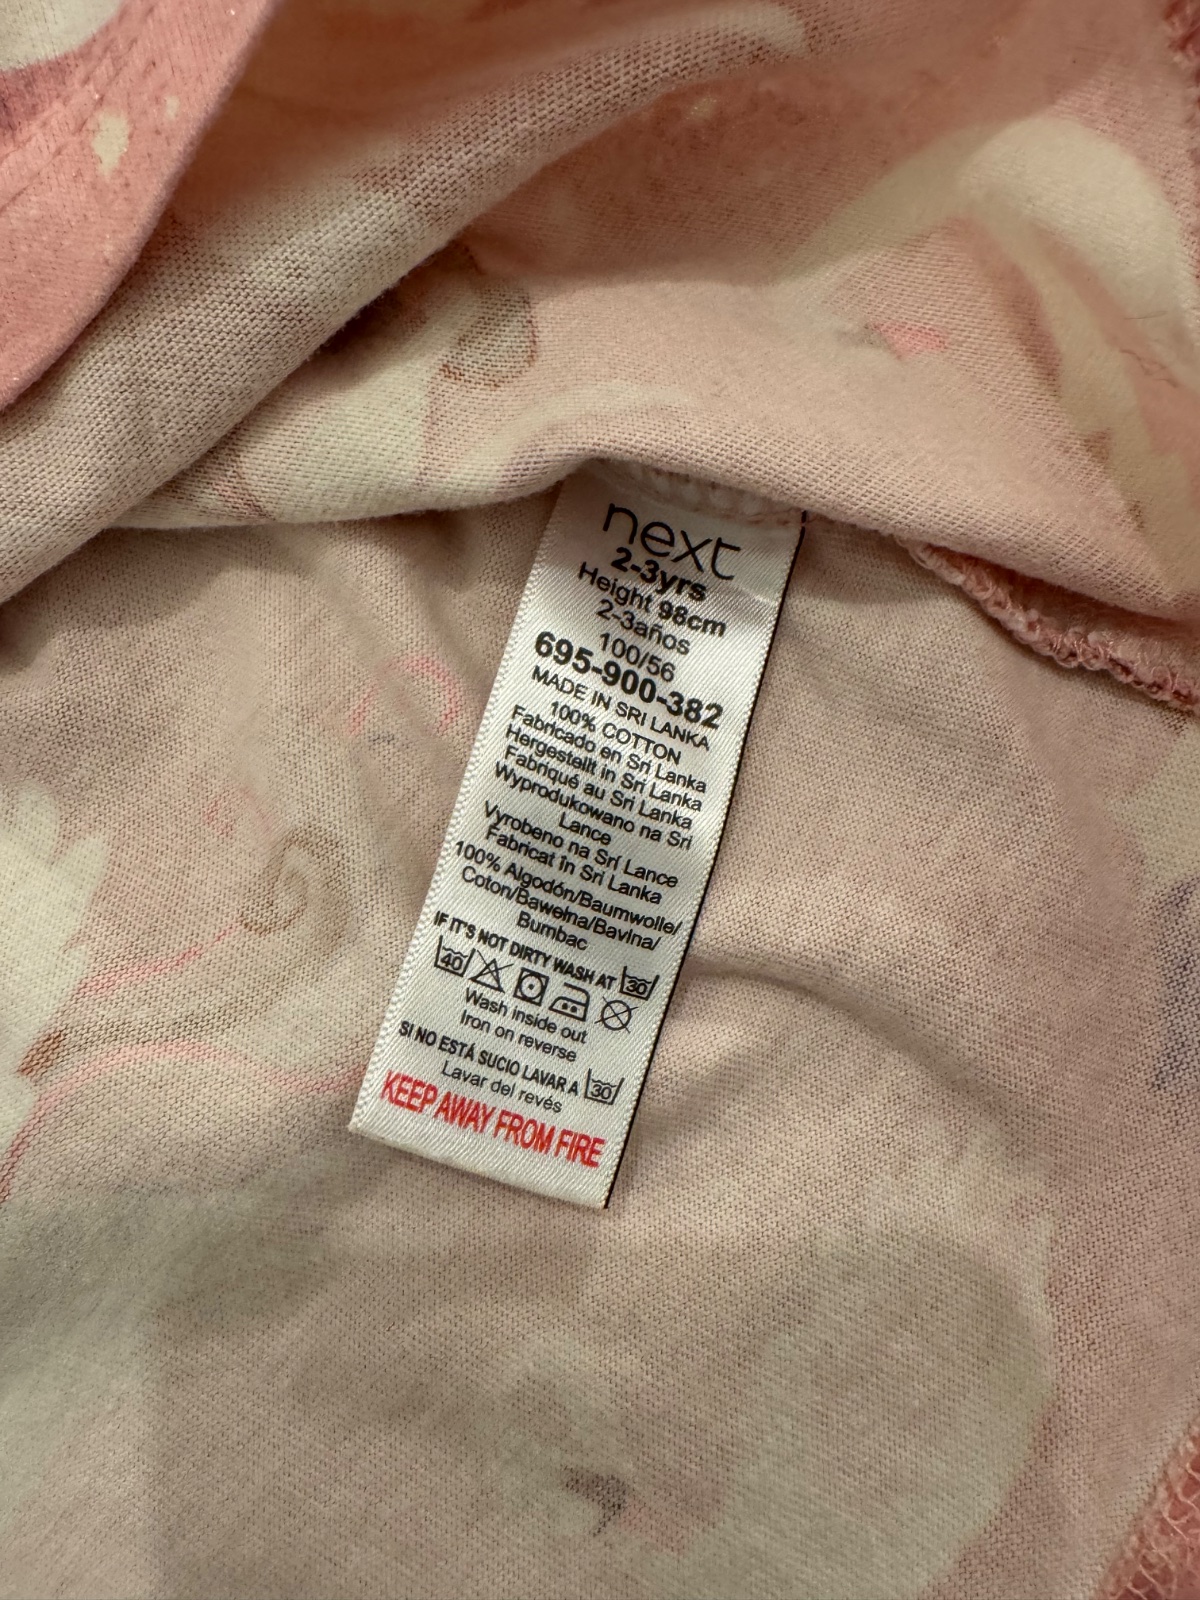 next
2-3yrs
Height 98cm
2-3años
100/56
695-900-382
MADE IN SRI LANKA
100% COTTON
Fabricado en Sri Lanka
Hergestellt in Sri Lanka
Fabriqué au Sri Lanka
Wyprodukowano na Sri
Lance
Vyrobeno na Srí Lance
Fabricat în Sri Lanka
100% Algodón/Baumwolle/
Coton/Bawełna/Bavlna/
Bumbac
IF IT'S NOT DIRTY WASH AT 30
40
Wash inside out
Iron on reverse
SI NO ESTÁ SUCIO LAVAR A 30
Lavar del revés
KEEP AWAY FROM FIRE